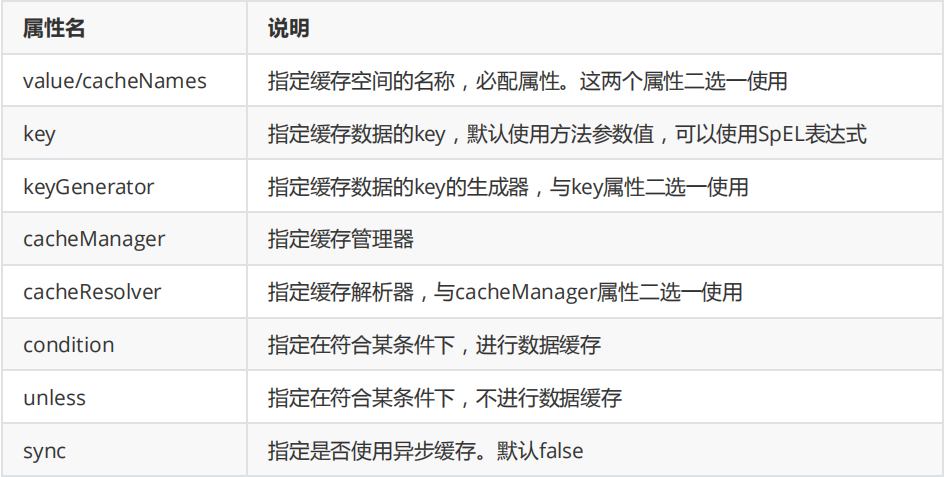 属性名 说明
value/cacheNames 指定缓存空间的名称，必配属性。这两个属性二选一使用
key 指定缓存数据的key，默认使用方法参数值，可以使用SpEL表达式
keyGenerator 指定缓存数据的key的生成器，与key属性二选一使用
cacheManager 指定缓存管理器
cacheResolver 指定缓存解析器，与cacheManager属性二选一使用
condition 指定在符合某条件下，进行数据缓存
unless 指定在符合某条件下，不进行数据缓存
sync 指定是否使用异步缓存。默认false